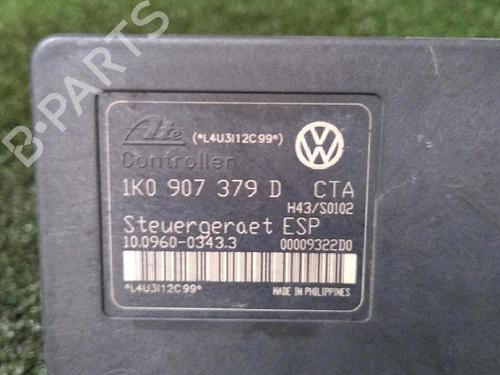 B-PARTS
Ate (*L4U3I12C99*)
Controller
1K0 907 379 D CTA
H43/S0102
Steuergeraet ESP
10.0960-0343.3 00009322D0
*L4U3I12C99* MADE IN PHILIPPINES